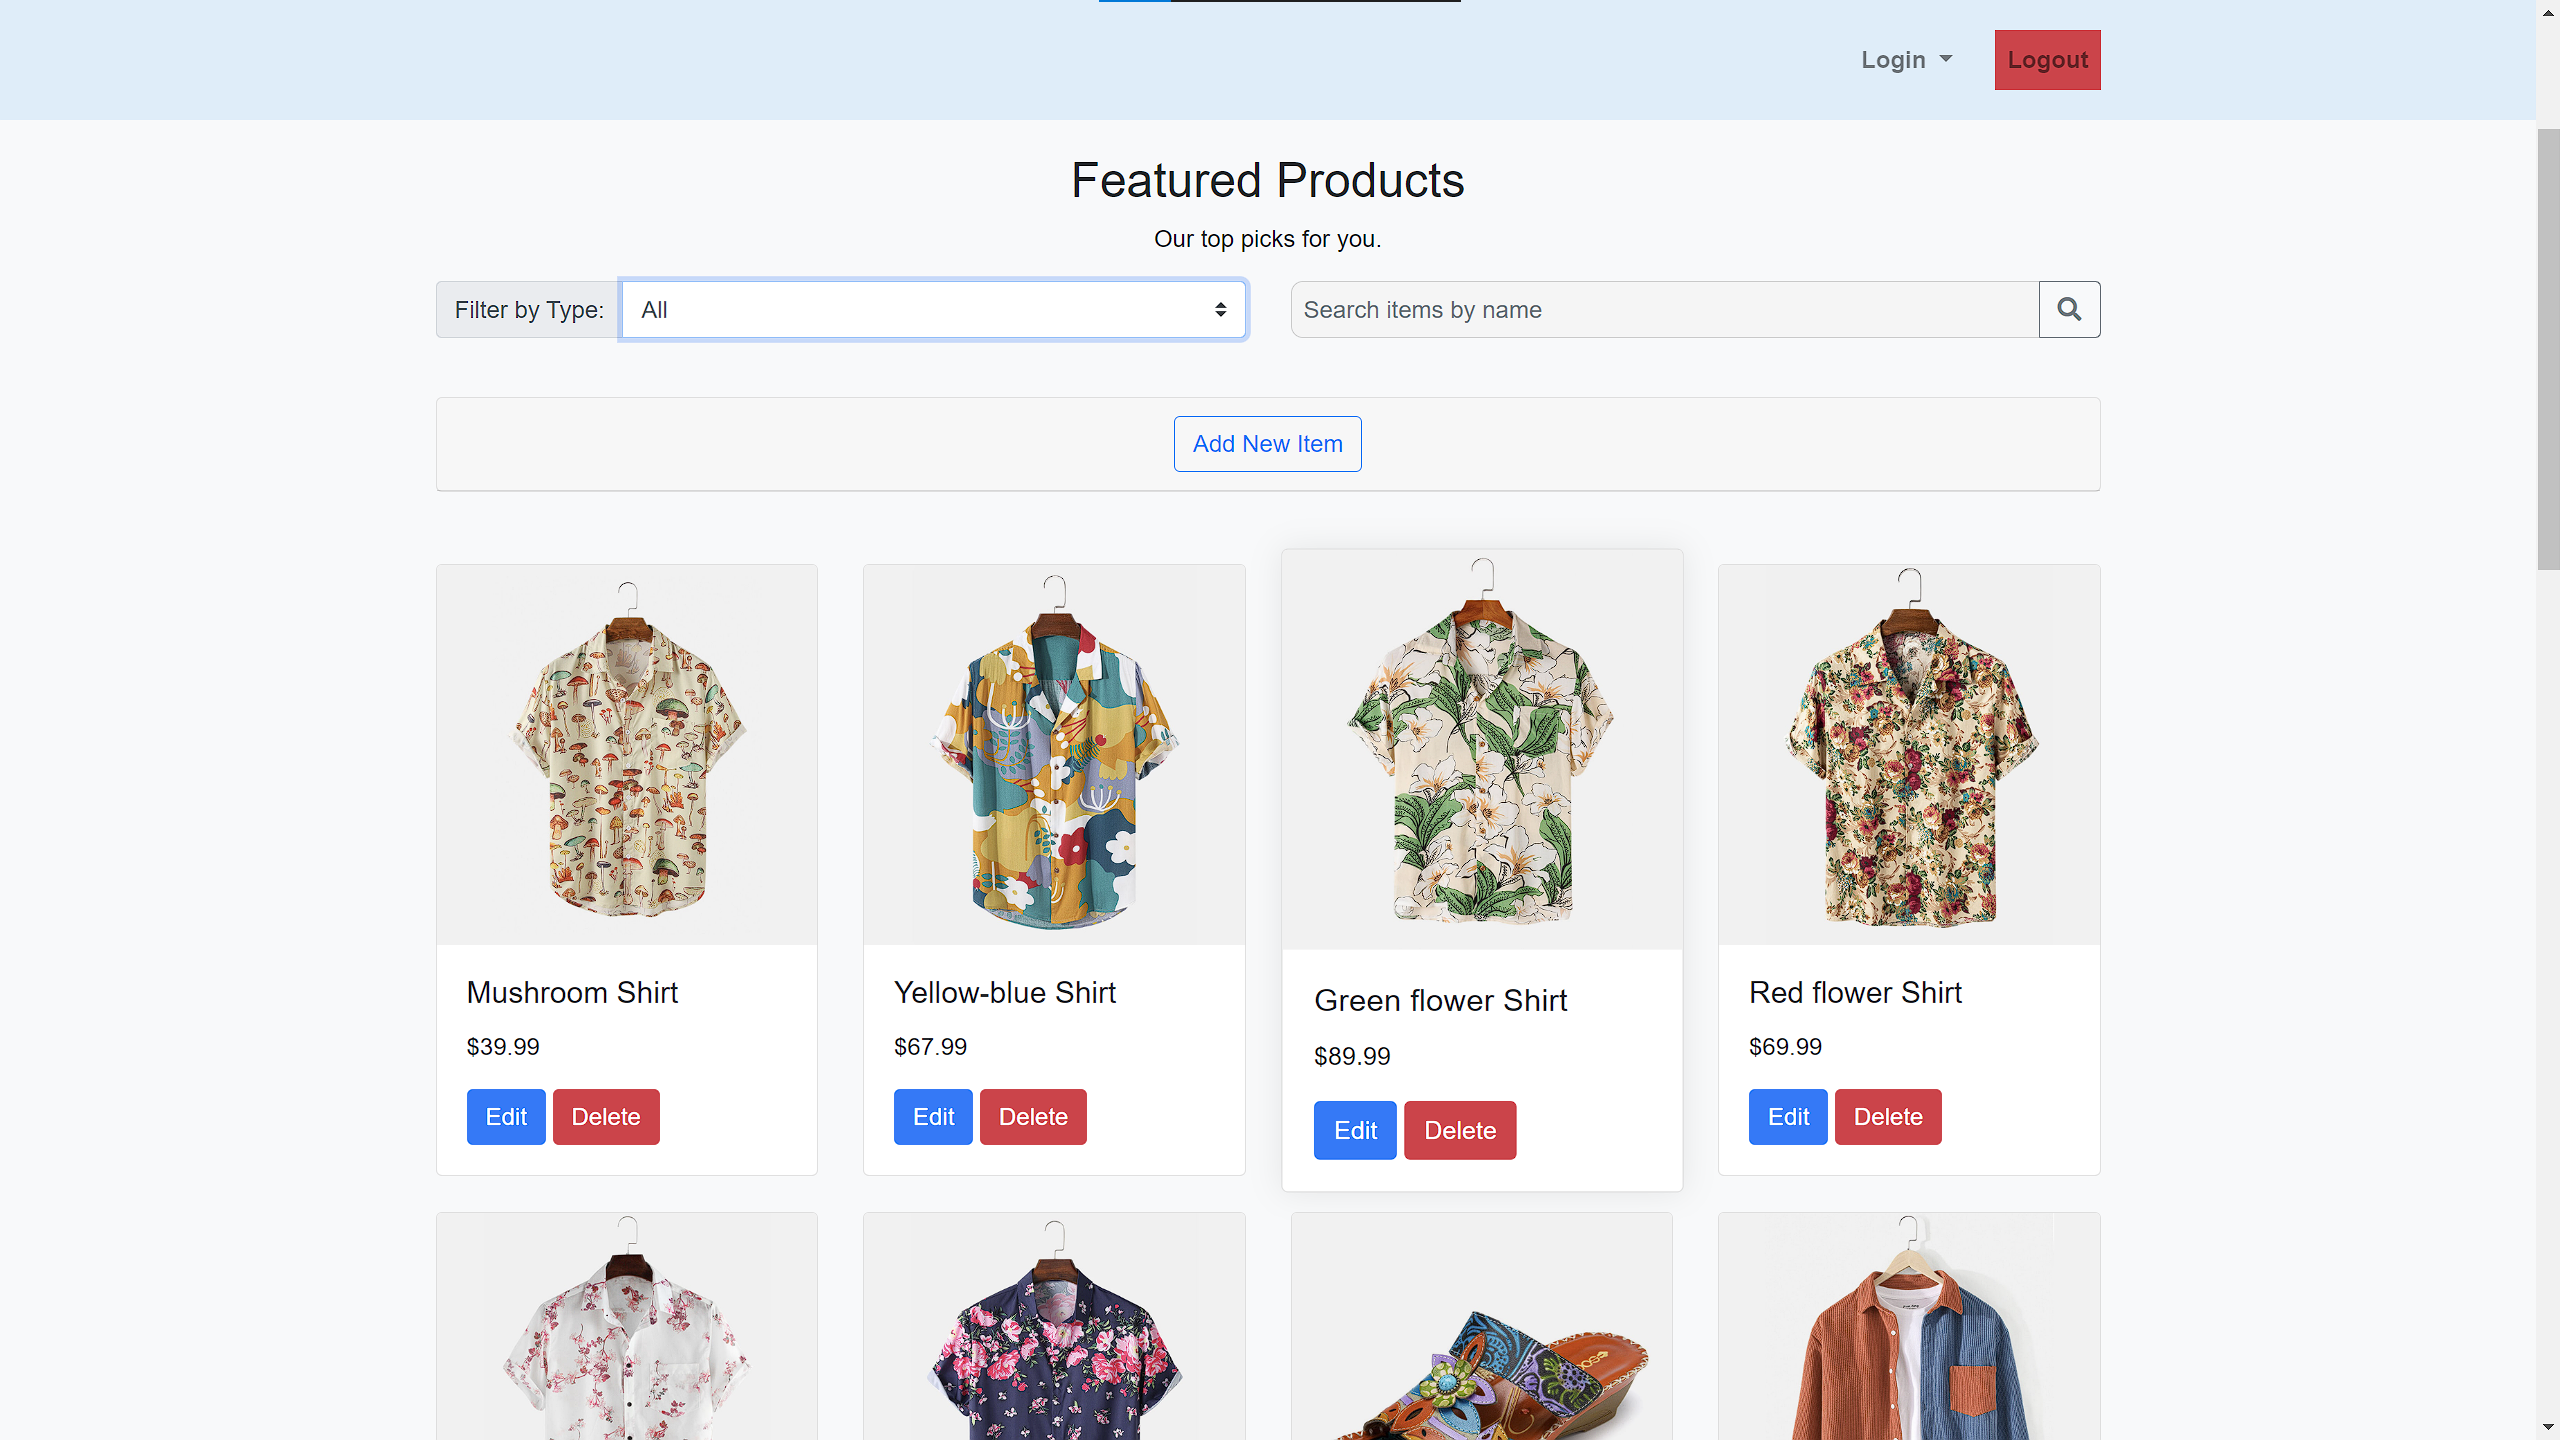 Login
Logout
Featured Products
Our top picks for you.
Filter by Type:
All
Search items by name
Add New Item
Mushroom Shirt
$39.99
Edit
Delete
Yellow-blue Shirt
$67.99
Edit
Delete
Green flower Shirt
$89.99
Edit
Delete
Red flower Shirt
$69.99
Edit
Delete